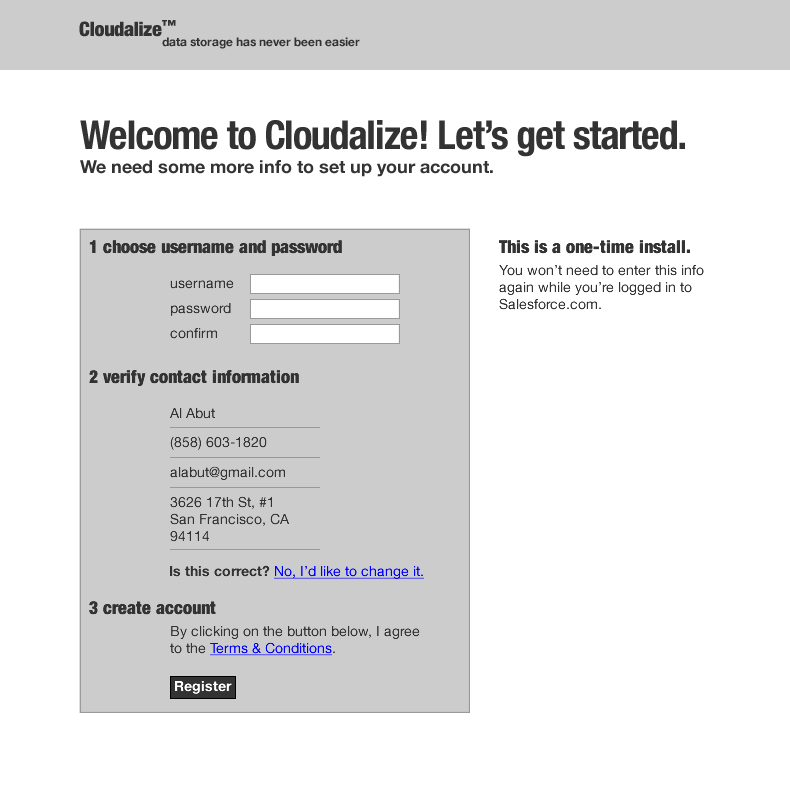 Cloudalize™
data storage has never been easier
Welcome to Cloudalize! Let's get started.
We need some more info to set up your account.
1 choose username and password
username
password
confirm
2 verify contact information
Al Abut
(858) 603-1820
alabut@gmail.com
3626 17th St, #1
San Francisco, CA
94114
Is this correct? No, I'd like to change it.
3 create account
By clicking on the button below, I agree
to the Terms & Conditions.
Register
This is a one-time install.
You won't need to enter this info
again while you're logged in to
Salesforce.com.